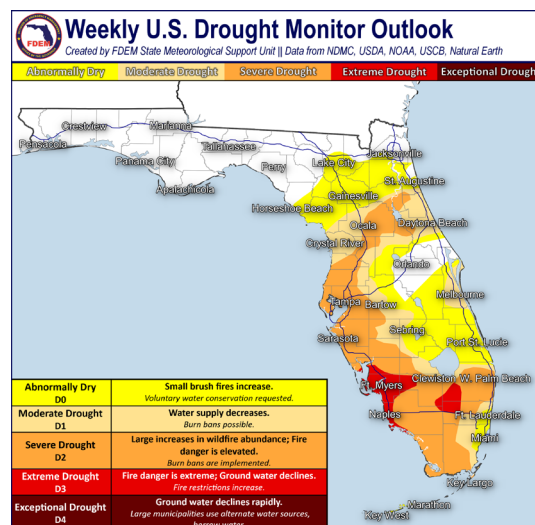 FDEM
Weekly U.S. Drought Monitor Outlook
Created by FDEM State Meteorological Support Unit || Data from NDMC, USDA, NOAA, USCB, Natural Earth
Abnormally Dry Moderate Drought Severe Drought Extreme Drought Exceptional Drough
Crestview
Marianna
Pensacola
Tallahassee
Jacksonville
Panama City
Perry
Lake City
Apalachicola
St. Augustine
Gainesville
Horseshoe Beach
Ocala
Daytona Beach
Crystal River
Orlando
Melbourne
Tampa
Bartow
Sebring
Sarasota
Port St. Lucie
Ft. Myers
Clewiston
W. Palm Beach
Naples
Ft. Lauderdale
Miami
Key Largo
Marathon
Key West
Abnormally Dry
D0
Small brush fires increase.
Voluntary water conservation requested.
Moderate Drought
D1
Water supply decreases.
Burn bans possible.
Severe Drought
D2
Large increases in wildfire abundance; Fire
danger is elevated.
Burn bans are implemented.
Extreme Drought
D3
Fire danger is extreme; Ground water declines.
Fire restrictions increase.
Exceptional Drought
D4
Ground water declines rapidly.
Large municipalities use alternate water sources,
borrow water.